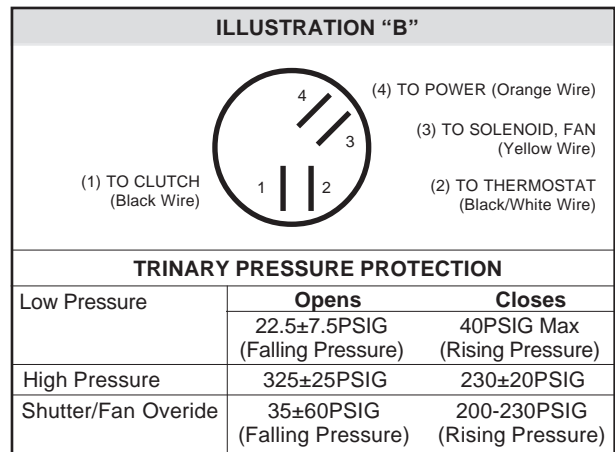 ILLUSTRATION “B”
(4) TO POWER (Orange Wire)
4
(3) TO SOLENOID, FAN
(Yellow Wire)
3
(1) TO CLUTCH
(Black Wire)
1
2
(2) TO THERMOSTAT
(Black/White Wire)
TRINARY PRESSURE PROTECTION
Low Pressure Opens Closes
22.5±7.5PSIG 40PSIG Max
(Falling Pressure) (Rising Pressure)
High Pressure 325±25PSIG 230±20PSIG
Shutter/Fan Overide 35±60PSIG 200-230PSIG
(Falling Pressure) (Rising Pressure)